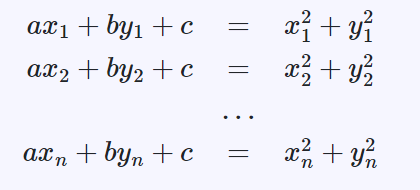 ax₁ + by₁ + c = x₁² + y₁²
ax₂ + by₂ + c = x₂² + y₂²
...
axₙ + byₙ + c = xₙ² + yₙ²